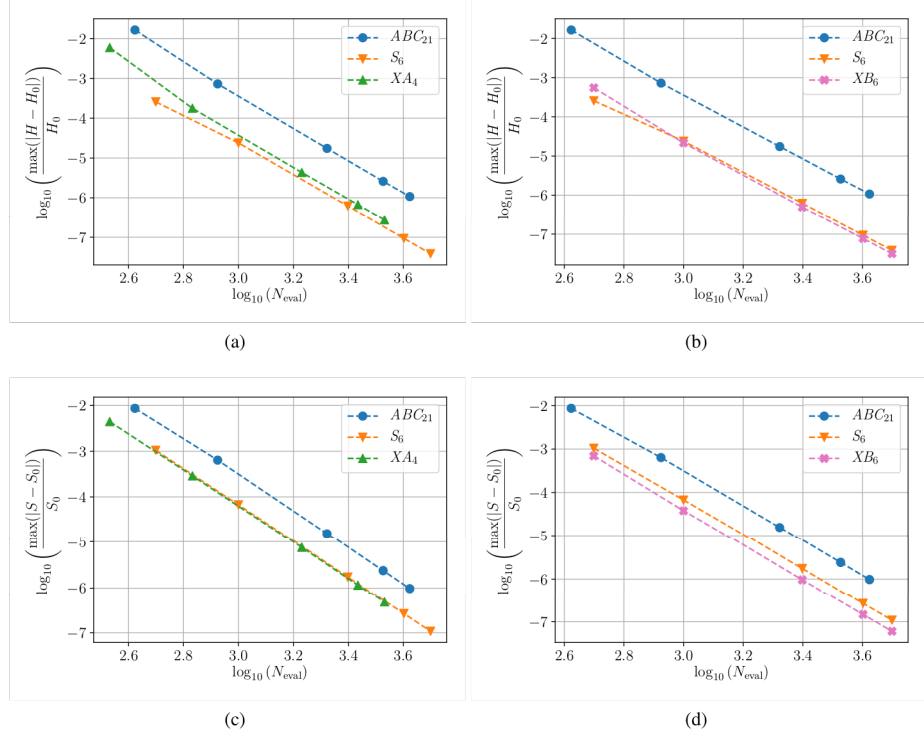 ABC₂₁
S₆
XA₄
−2
−3
−4
−5
−6
−7
log₁₀ ( max(|H − H₀|) / H₀ )
2.6 2.8 3.0 3.2 3.4 3.6
log₁₀ (N_eval)
(a)
ABC₂₁
S₆
XB₆
−2
−3
−4
−5
−6
−7
log₁₀ ( max(|H − H₀|) / H₀ )
2.6 2.8 3.0 3.2 3.4 3.6
log₁₀ (N_eval)
(b)
ABC₂₁
S₆
XA₄
−2
−3
−4
−5
−6
−7
log₁₀ ( max(|S − S₀|) / S₀ )
2.6 2.8 3.0 3.2 3.4 3.6
log₁₀ (N_eval)
(c)
ABC₂₁
S₆
XB₆
−2
−3
−4
−5
−6
−7
log₁₀ ( max(|S − S₀|) / S₀ )
2.6 2.8 3.0 3.2 3.4 3.6
log₁₀ (N_eval)
(d)